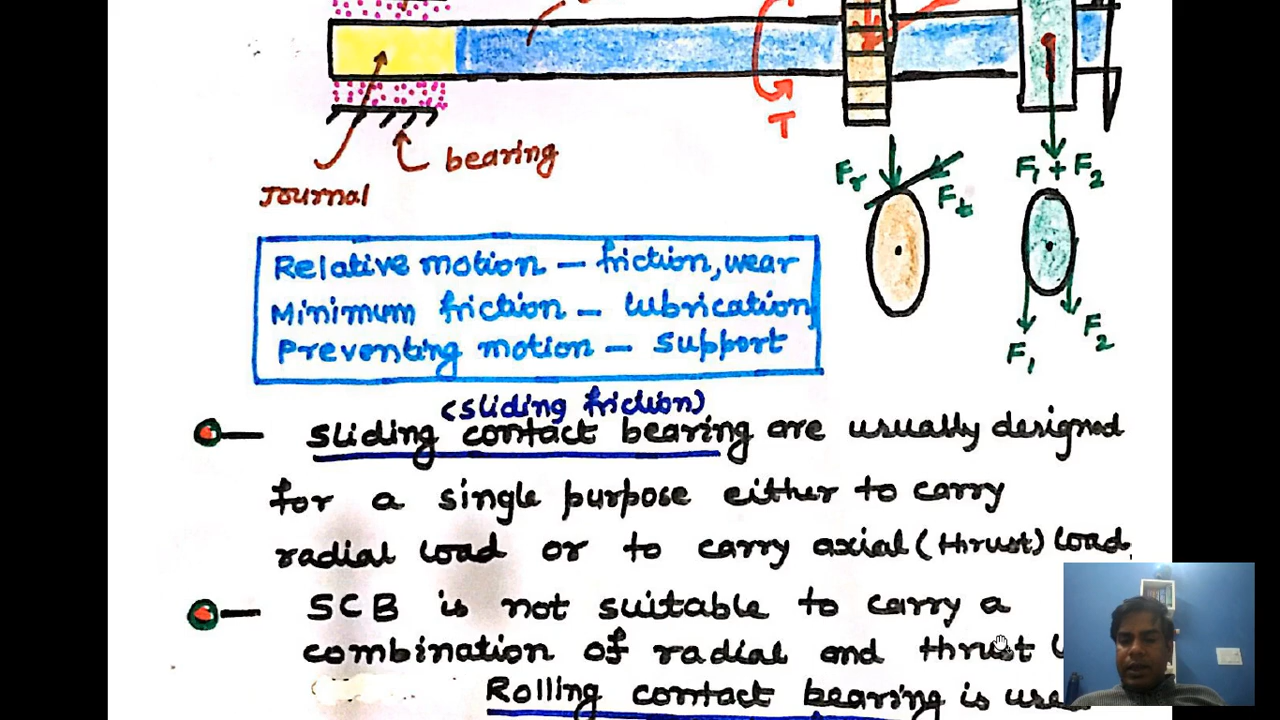 T
bearing
Journal
Fr
Ft
F1 + F2
F1
F2
Relative motion — friction, wear
Minimum friction — lubrication
Preventing motion — support
(sliding friction)
sliding contact bearing are usually designed
for a single purpose either to carry
radial load or to carry axial (thrust) load.
SCB is not suitable to carry a
combination of radial and thrust
Rolling contact bearing is used